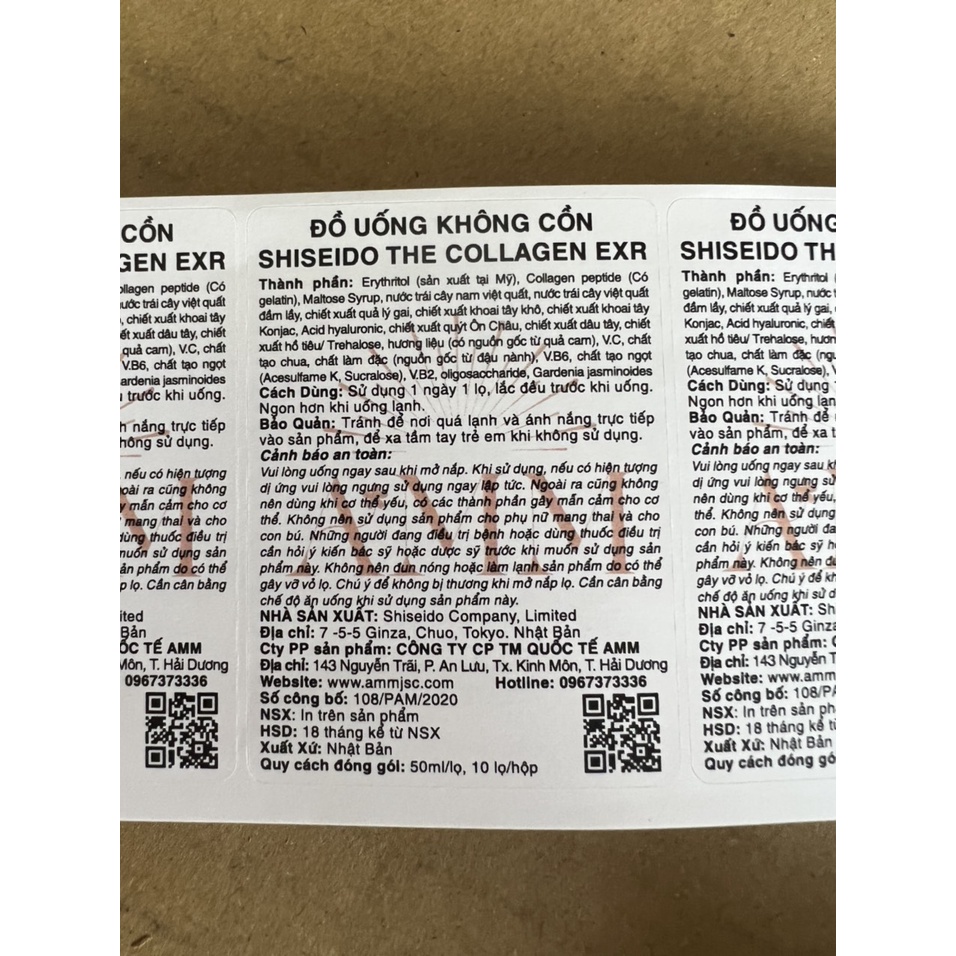 ĐỒ UỐNG KHÔNG CỒN
SHISEIDO THE COLLAGEN EXR
Thành phần: Erythritol (sản xuất tại Mỹ), Collagen peptide (Có
gelatin), Maltose Syrup, nước trái cây nam việt quất, nước trái cây việt quất
đầm lầy, chiết xuất quả lý gai, chiết xuất khoai tây khô, chiết xuất khoai tây
Konjac, Acid hyaluronic, chiết xuất quýt Ôn Châu, chiết xuất dâu tây, chiết
xuất hồ tiêu/ Trehalose, hương liệu (có nguồn gốc từ quả cam), V.C, chất
tạo chua, chất làm đặc (nguồn gốc từ đậu nành), V.B6, chất tạo ngọt
(Acesulfame K, Sucralose), V.B2, oligosaccharide, Gardenia jasminoides
Cách Dùng: Sử dụng 1 ngày 1 lọ, lắc đều trước khi uống.
Ngon hơn khi uống lạnh.
Bảo Quản: Tránh để nơi quá lạnh và ánh nắng trực tiếp
vào sản phẩm, để xa tầm tay trẻ em khi không sử dụng.
Cảnh báo an toàn:
Vui lòng uống ngay sau khi mở nắp. Khi sử dụng, nếu có hiện tượng
dị ứng vui lòng ngưng sử dụng ngay lập tức. Ngoài ra cũng không
nên dùng khi cơ thể yếu, có các thành phần gây mẫn cảm cho cơ
thể. Không nên sử dụng sản phẩm cho phụ nữ mang thai và cho
con bú. Những người đang điều trị bệnh hoặc dùng thuốc điều trị
cần hỏi ý kiến bác sỹ hoặc dược sỹ trước khi muốn sử dụng sản
phẩm này. Không nên đun nóng hoặc làm lạnh sản phẩm do có thể
gây vỡ vỏ lọ. Chú ý để không bị thương khi mở nắp lọ. Cần cân bằng
chế độ ăn uống khi sử dụng sản phẩm này.
NHÀ SẢN XUẤT: Shiseido Company, Limited
Địa chỉ: 7 -5-5 Ginza, Chuo, Tokyo. Nhật Bản
Cty PP sản phẩm: CÔNG TY CP TM QUỐC TẾ AMM
Địa chỉ: 143 Nguyễn Trãi, P. An Lưu, Tx. Kinh Môn, T. Hải Dương
Website: www.ammjsc.com Hotline: 0967373336
Số công bố: 108/PAM/2020
NSX: In trên sản phẩm
HSD: 18 tháng kể từ NSX
Xuất Xứ: Nhật Bản
Quy cách đóng gói: 50ml/lọ, 10 lọ/hộp
AMM